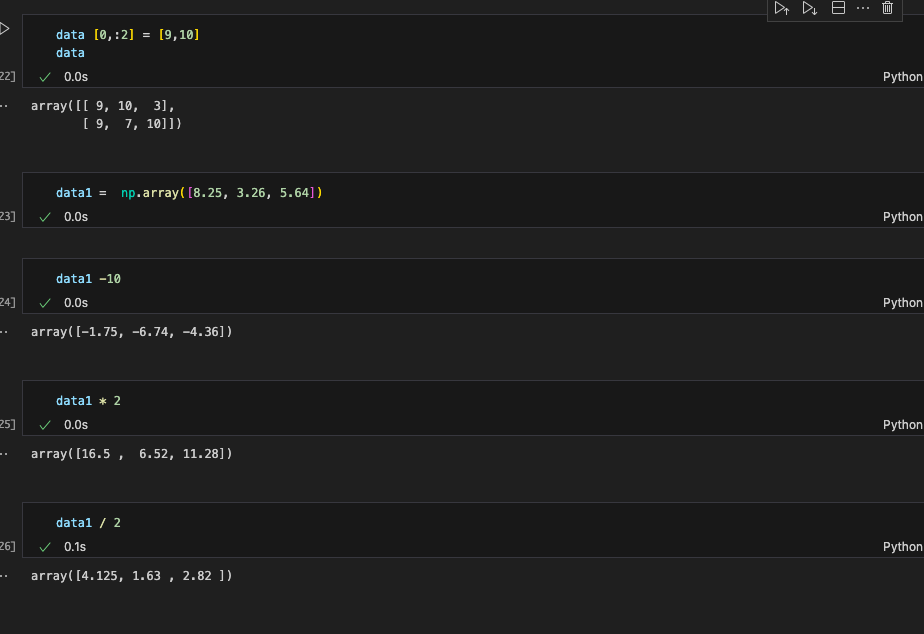 data [0,:2] = [9,10]
data
22]
0.0s
Python
array([[ 9, 10,  3],
       [ 9,  7, 10]])
data1 =  np.array([8.25, 3.26, 5.64])
23]
0.0s
Python
data1 -10
24]
0.0s
Python
array([-1.75, -6.74, -4.36])
data1 * 2
25]
0.0s
Python
array([16.5 ,  6.52, 11.28])
data1 / 2
26]
0.1s
Python
array([4.125, 1.63 , 2.82 ])